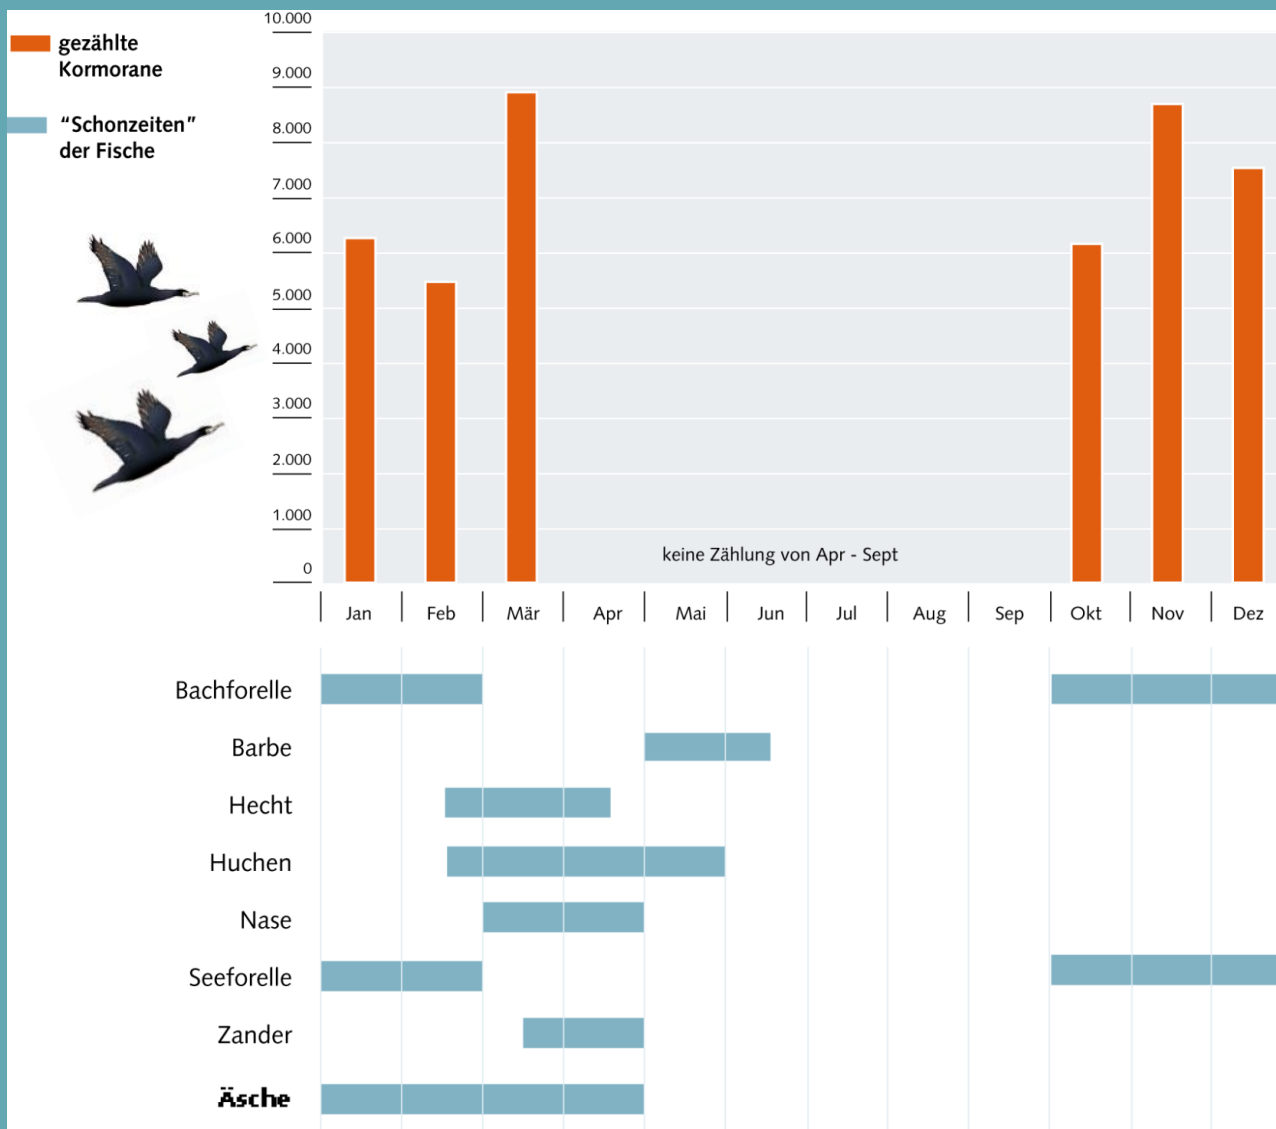 gezählte
Kormorane
“Schonzeiten”
der Fische
10.000
9.000
8.000
7.000
6.000
5.000
4.000
3.000
2.000
1.000
0
keine Zählung von Apr - Sept
Jan Feb Mär Apr Mai Jun Jul Aug Sep Okt Nov Dez
Bachforelle
Barbe
Hecht
Huchen
Nase
Seeforelle
Zander
Äsche